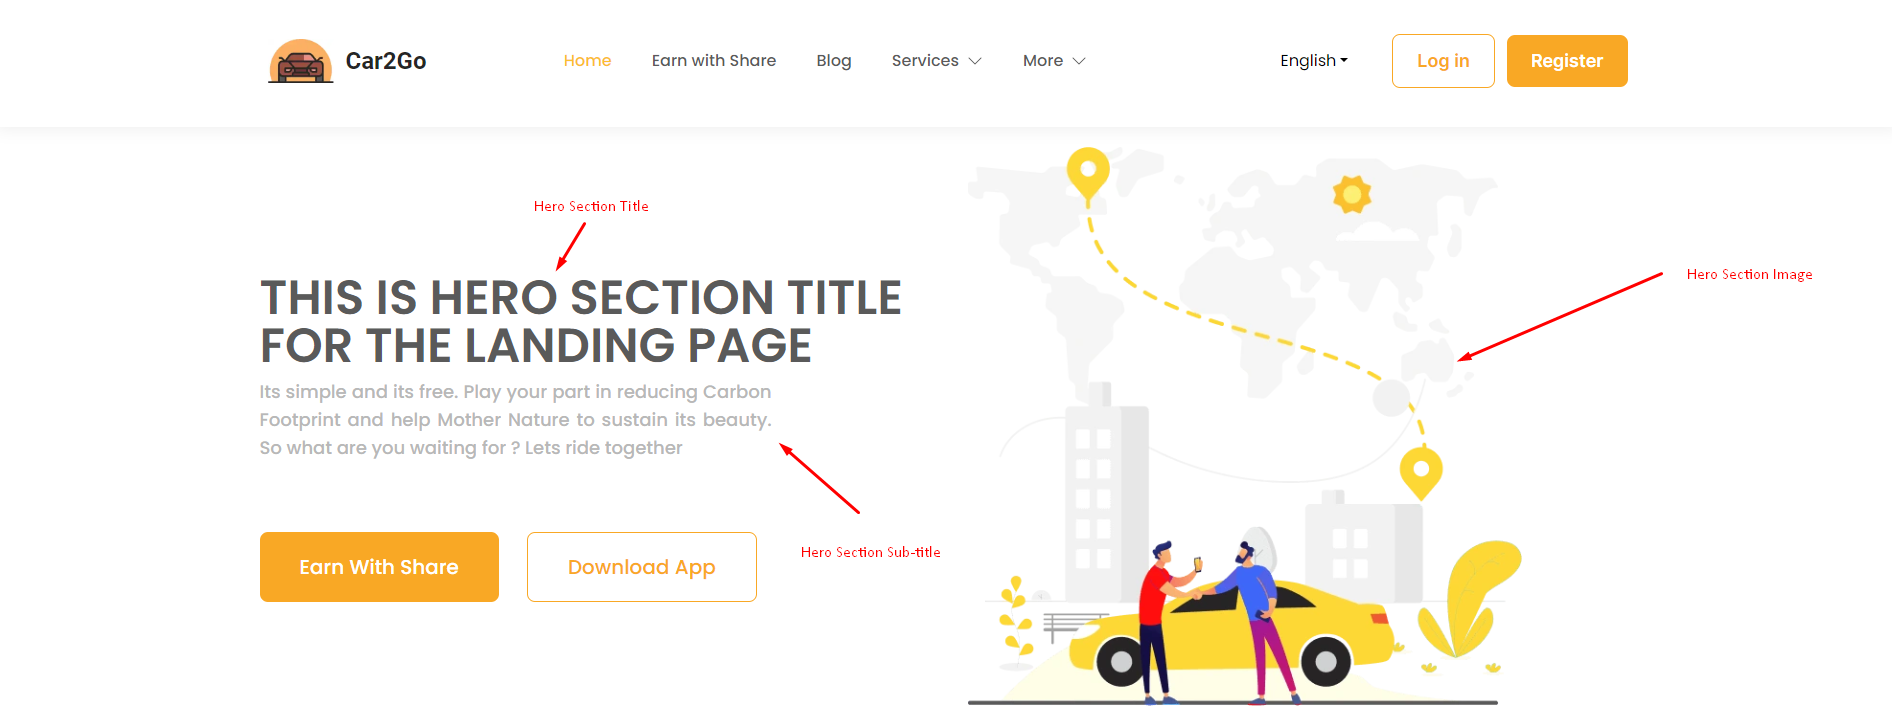 Car2Go
Home
Earn with Share
Blog
Services
More
English
Log in
Register
Hero Section Title
THIS IS HERO SECTION TITLE
FOR THE LANDING PAGE
Hero Section Image
Its simple and its free. Play your part in reducing Carbon
Footprint and help Mother Nature to sustain its beauty.
So what are you waiting for ? Lets ride together
Hero Section Sub-title
Earn With Share
Download App